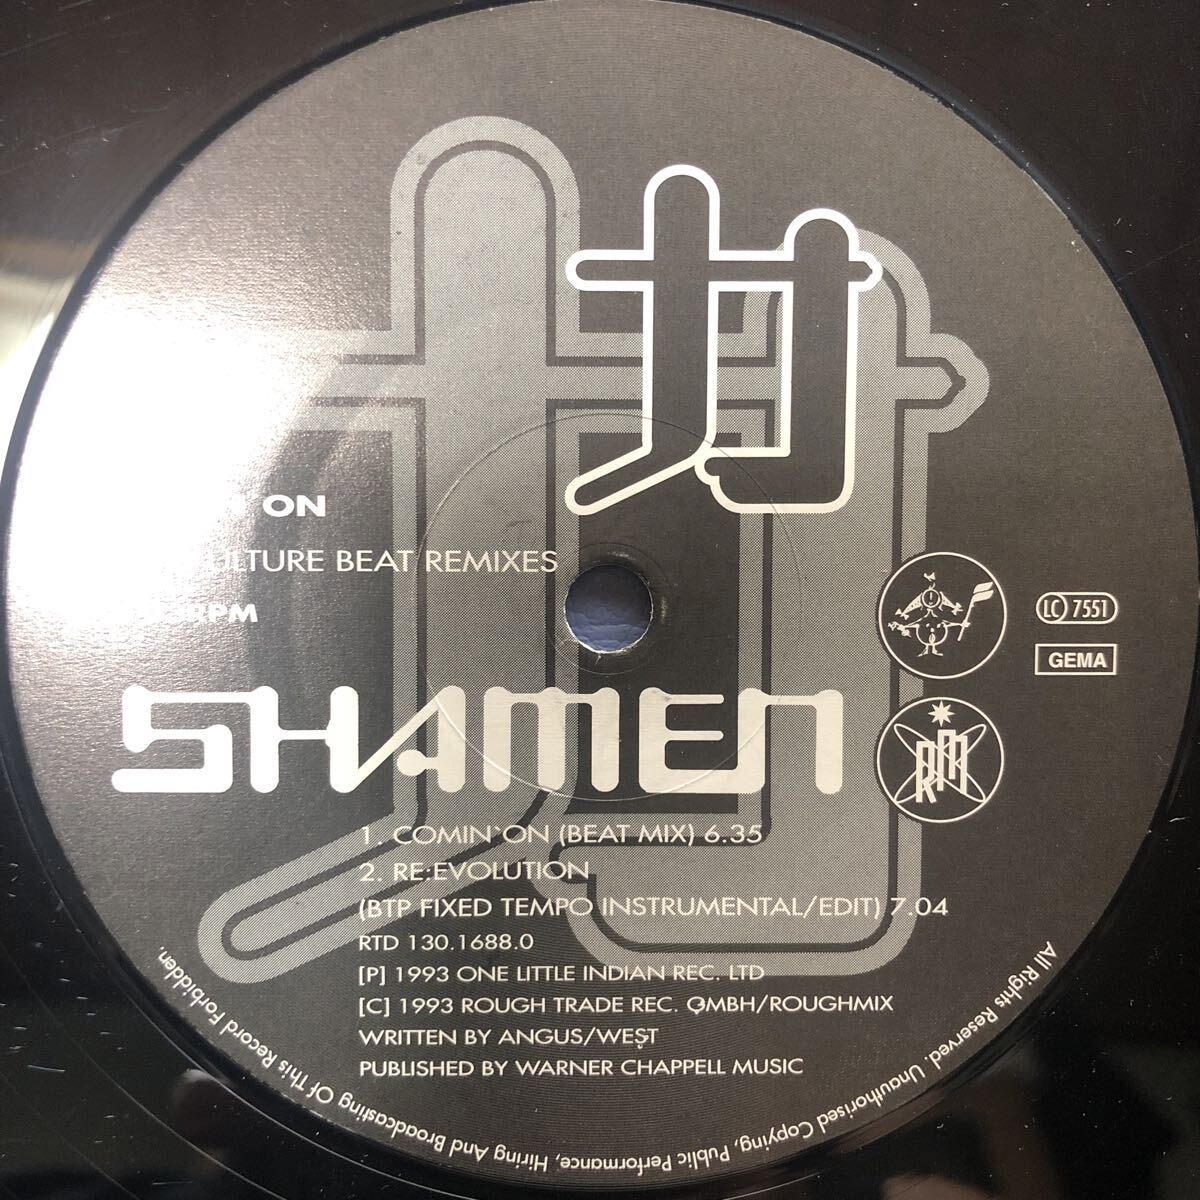 ON
ULTURE BEAT REMIXES
RPM
LC 7551
GEMA
SHAMEN
RM
1. COMIN`ON (BEAT MIX) 6.35
2. RE:EVOLUTION
(BTP FIXED TEMPO INSTRUMENTAL/EDIT) 7.04
RTD 130.1688.0
[P] 1993 ONE LITTLE INDIAN REC. LTD
[C] 1993 ROUGH TRADE REC. GMBH/ROUGHMIX
WRITTEN BY ANGUS/WEST
PUBLISHED BY WARNER CHAPPELL MUSIC
All Rights Reserved. Unauthorised Copying, Public Performance, Hiring And Broadcasting Of This Record Forbidden.